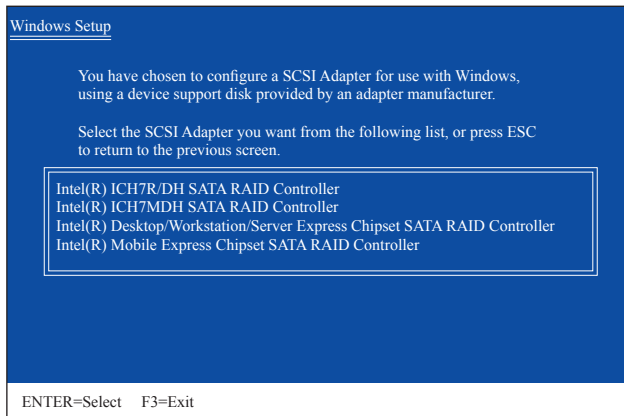 Windows Setup
You have chosen to configure a SCSI Adapter for use with Windows,
using a device support disk provided by an adapter manufacturer.
Select the SCSI Adapter you want from the following list, or press ESC
to return to the previous screen.
Intel(R) ICH7R/DH SATA RAID Controller
Intel(R) ICH7MDH SATA RAID Controller
Intel(R) Desktop/Workstation/Server Express Chipset SATA RAID Controller
Intel(R) Mobile Express Chipset SATA RAID Controller
ENTER=Select F3=Exit